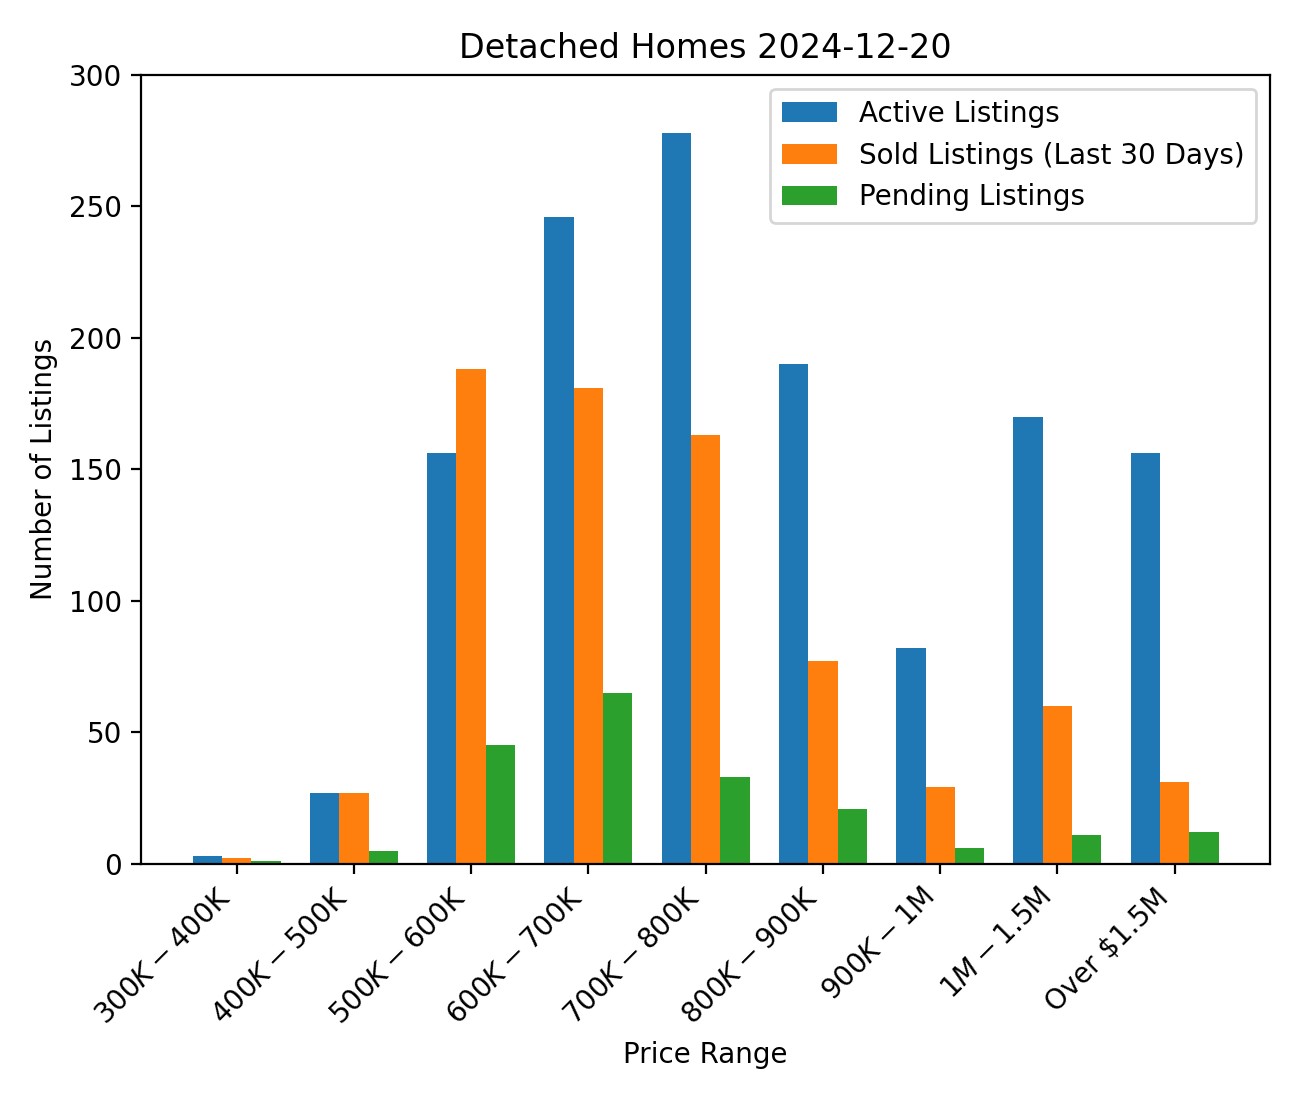 Detached Homes 2024-12-20
300
250
200
150
100
50
0
Number of Listings
Active Listings
Sold Listings (Last 30 Days)
Pending Listings
300K − 400K
400K − 500K
500K − 600K
600K − 700K
700K − 800K
800K − 900K
900K − 1M
1M − 1.5M
Over $1.5M
Price Range